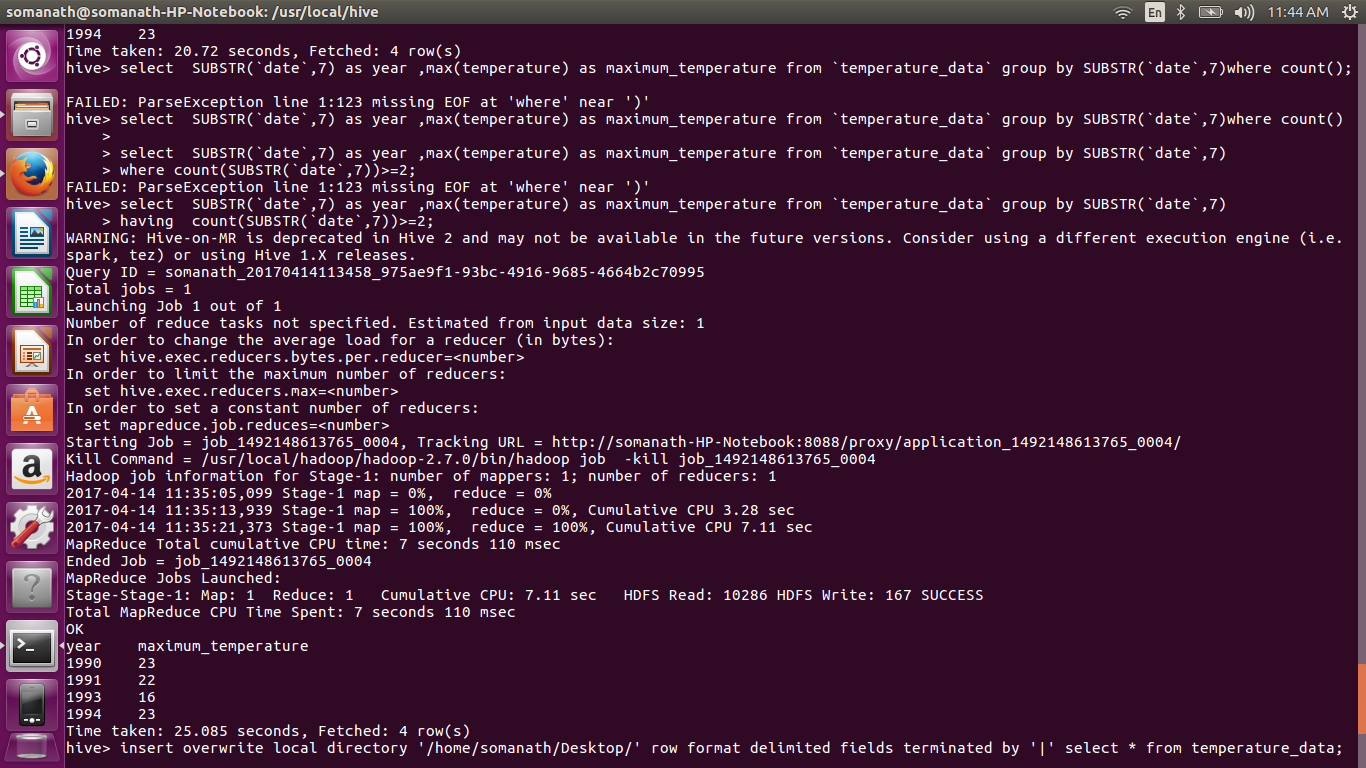 somanath@somanath-HP-Notebook: /usr/local/hive
En
11:44 AM
1994    23
Time taken: 20.72 seconds, Fetched: 4 row(s)
hive> select  SUBSTR(`date`,7) as year ,max(temperature) as maximum_temperature from `temperature_data` group by SUBSTR(`date`,7)where count();
FAILED: ParseException line 1:123 missing EOF at 'where' near ')'
hive> select  SUBSTR(`date`,7) as year ,max(temperature) as maximum_temperature from `temperature_data` group by SUBSTR(`date`,7)where count()
    >
    > select  SUBSTR(`date`,7) as year ,max(temperature) as maximum_temperature from `temperature_data` group by SUBSTR(`date`,7)
    > where count(SUBSTR(`date`,7))>=2;
FAILED: ParseException line 1:123 missing EOF at 'where' near ')'
hive> select  SUBSTR(`date`,7) as year ,max(temperature) as maximum_temperature from `temperature_data` group by SUBSTR(`date`,7)
    > having  count(SUBSTR(`date`,7))>=2;
WARNING: Hive-on-MR is deprecated in Hive 2 and may not be available in the future versions. Consider using a different execution engine (i.e.
spark, tez) or using Hive 1.X releases.
Query ID = somanath_20170414113458_975ae9f1-93bc-4916-9685-4664b2c70995
Total jobs = 1
Launching Job 1 out of 1
Number of reduce tasks not specified. Estimated from input data size: 1
In order to change the average load for a reducer (in bytes):
  set hive.exec.reducers.bytes.per.reducer=<number>
In order to limit the maximum number of reducers:
  set hive.exec.reducers.max=<number>
In order to set a constant number of reducers:
  set mapreduce.job.reduces=<number>
Starting Job = job_1492148613765_0004, Tracking URL = http://somanath-HP-Notebook:8088/proxy/application_1492148613765_0004/
Kill Command = /usr/local/hadoop/hadoop-2.7.0/bin/hadoop job  -kill job_1492148613765_0004
Hadoop job information for Stage-1: number of mappers: 1; number of reducers: 1
2017-04-14 11:35:05,099 Stage-1 map = 0%,  reduce = 0%
2017-04-14 11:35:13,939 Stage-1 map = 100%,  reduce = 0%, Cumulative CPU 3.28 sec
2017-04-14 11:35:21,373 Stage-1 map = 100%,  reduce = 100%, Cumulative CPU 7.11 sec
MapReduce Total cumulative CPU time: 7 seconds 110 msec
Ended Job = job_1492148613765_0004
MapReduce Jobs Launched:
Stage-Stage-1: Map: 1  Reduce: 1   Cumulative CPU: 7.11 sec   HDFS Read: 10286 HDFS Write: 167 SUCCESS
Total MapReduce CPU Time Spent: 7 seconds 110 msec
OK
year    maximum_temperature
1990    23
1991    22
1993    16
1994    23
Time taken: 25.085 seconds, Fetched: 4 row(s)
hive> insert overwrite local directory '/home/somanath/Desktop/' row format delimited fields terminated by '|' select * from temperature_data;